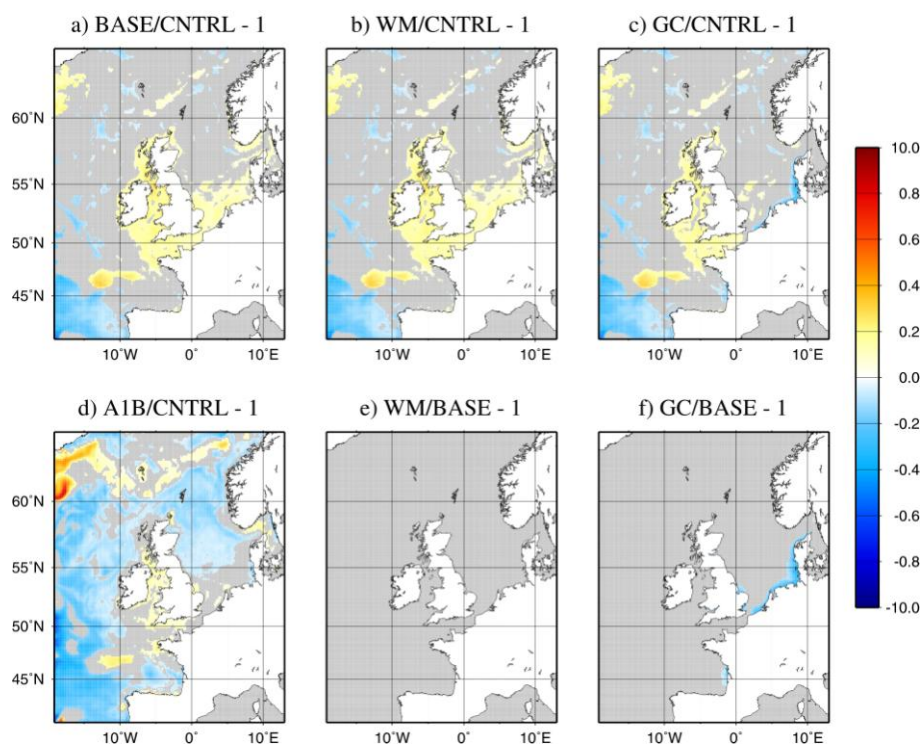 a) BASE/CNTRL - 1
b) WM/CNTRL - 1
c) GC/CNTRL - 1
60°N
55°N
50°N
45°N
10°W 0° 10°E
10°W 0° 10°E
10°W 0° 10°E
d) A1B/CNTRL - 1
e) WM/BASE - 1
f) GC/BASE - 1
60°N
55°N
50°N
45°N
10°W 0° 10°E
10°W 0° 10°E
10°W 0° 10°E
10.0
0.8
0.6
0.4
0.2
0.0
-0.2
-0.4
-0.6
-0.8
-10.0